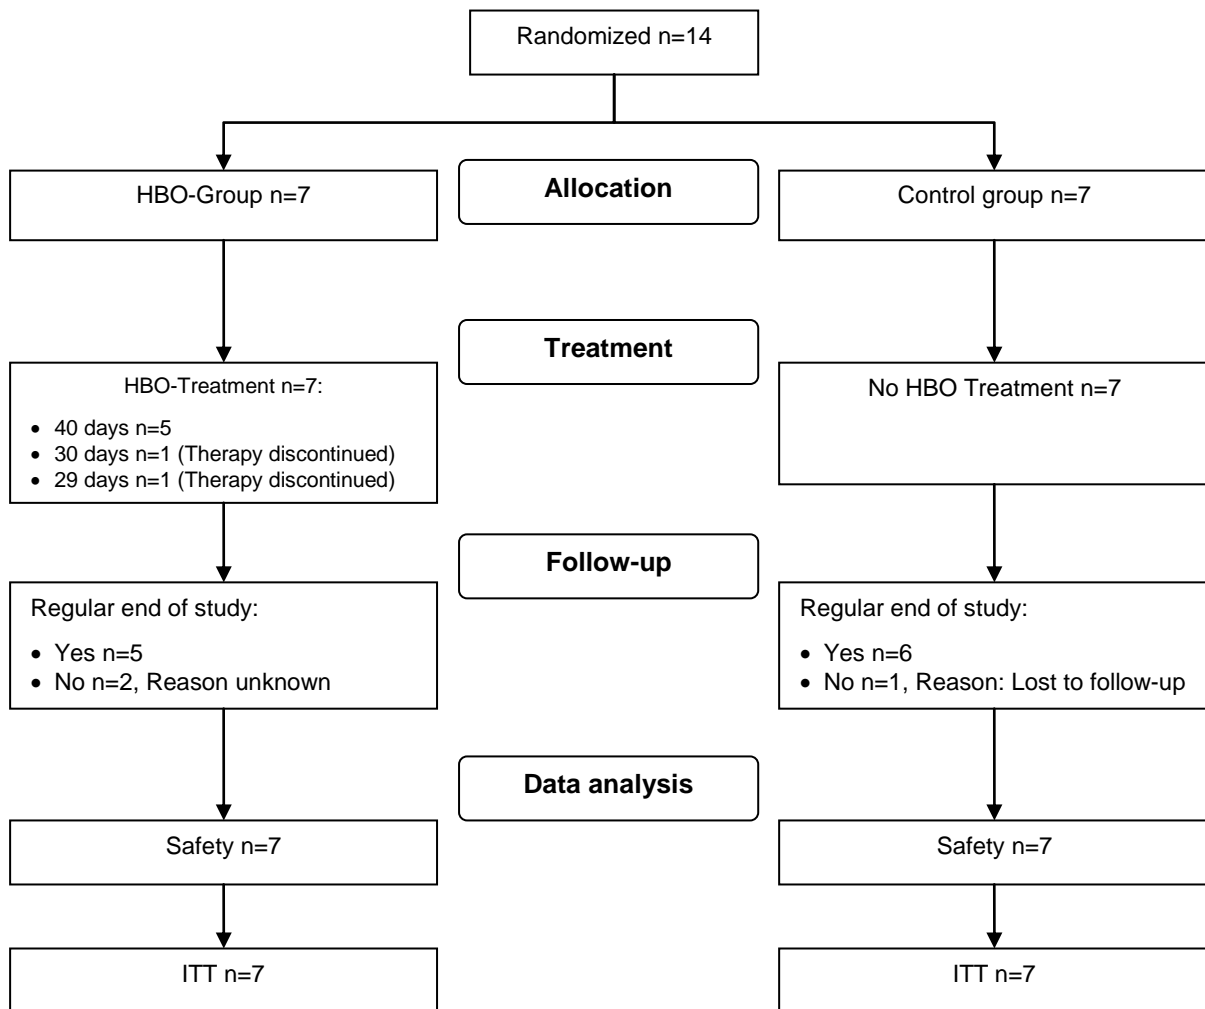 Randomized n=14
HBO-Group n=7
Allocation
Control group n=7
Treatment
HBO-Treatment n=7:
• 40 days n=5
• 30 days n=1 (Therapy discontinued)
• 29 days n=1 (Therapy discontinued)
No HBO Treatment n=7
Follow-up
Regular end of study:
• Yes n=5
• No n=2, Reason unknown
Regular end of study:
• Yes n=6
• No n=1, Reason: Lost to follow-up
Data analysis
Safety n=7
Safety n=7
ITT n=7
ITT n=7